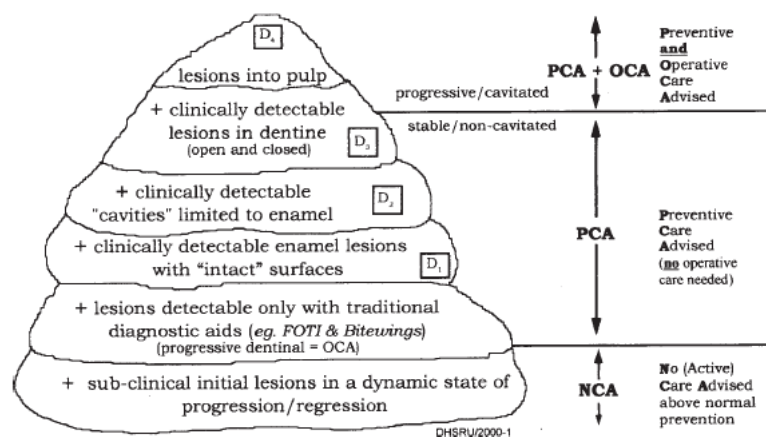 D4
lesions into pulp
+ clinically detectable
lesions in dentine
(open and closed)
D3
+ clinically detectable
"cavities" limited to enamel
D2
+ clinically detectable enamel lesions
with "intact" surfaces
D1
+ lesions detectable only with traditional
diagnostic aids (eg. FOTI & Bitewings)
(progressive dentinal = OCA)
+ sub-clinical initial lesions in a dynamic state of
progression/regression
DHSRU/2000-1
progressive/cavitated
stable/non-cavitated
PCA + OCA
Preventive
and
Operative
Care
Advised
PCA
Preventive
Care
Advised
(no operative
care needed)
NCA
No (Active)
Care Advised
above normal
prevention